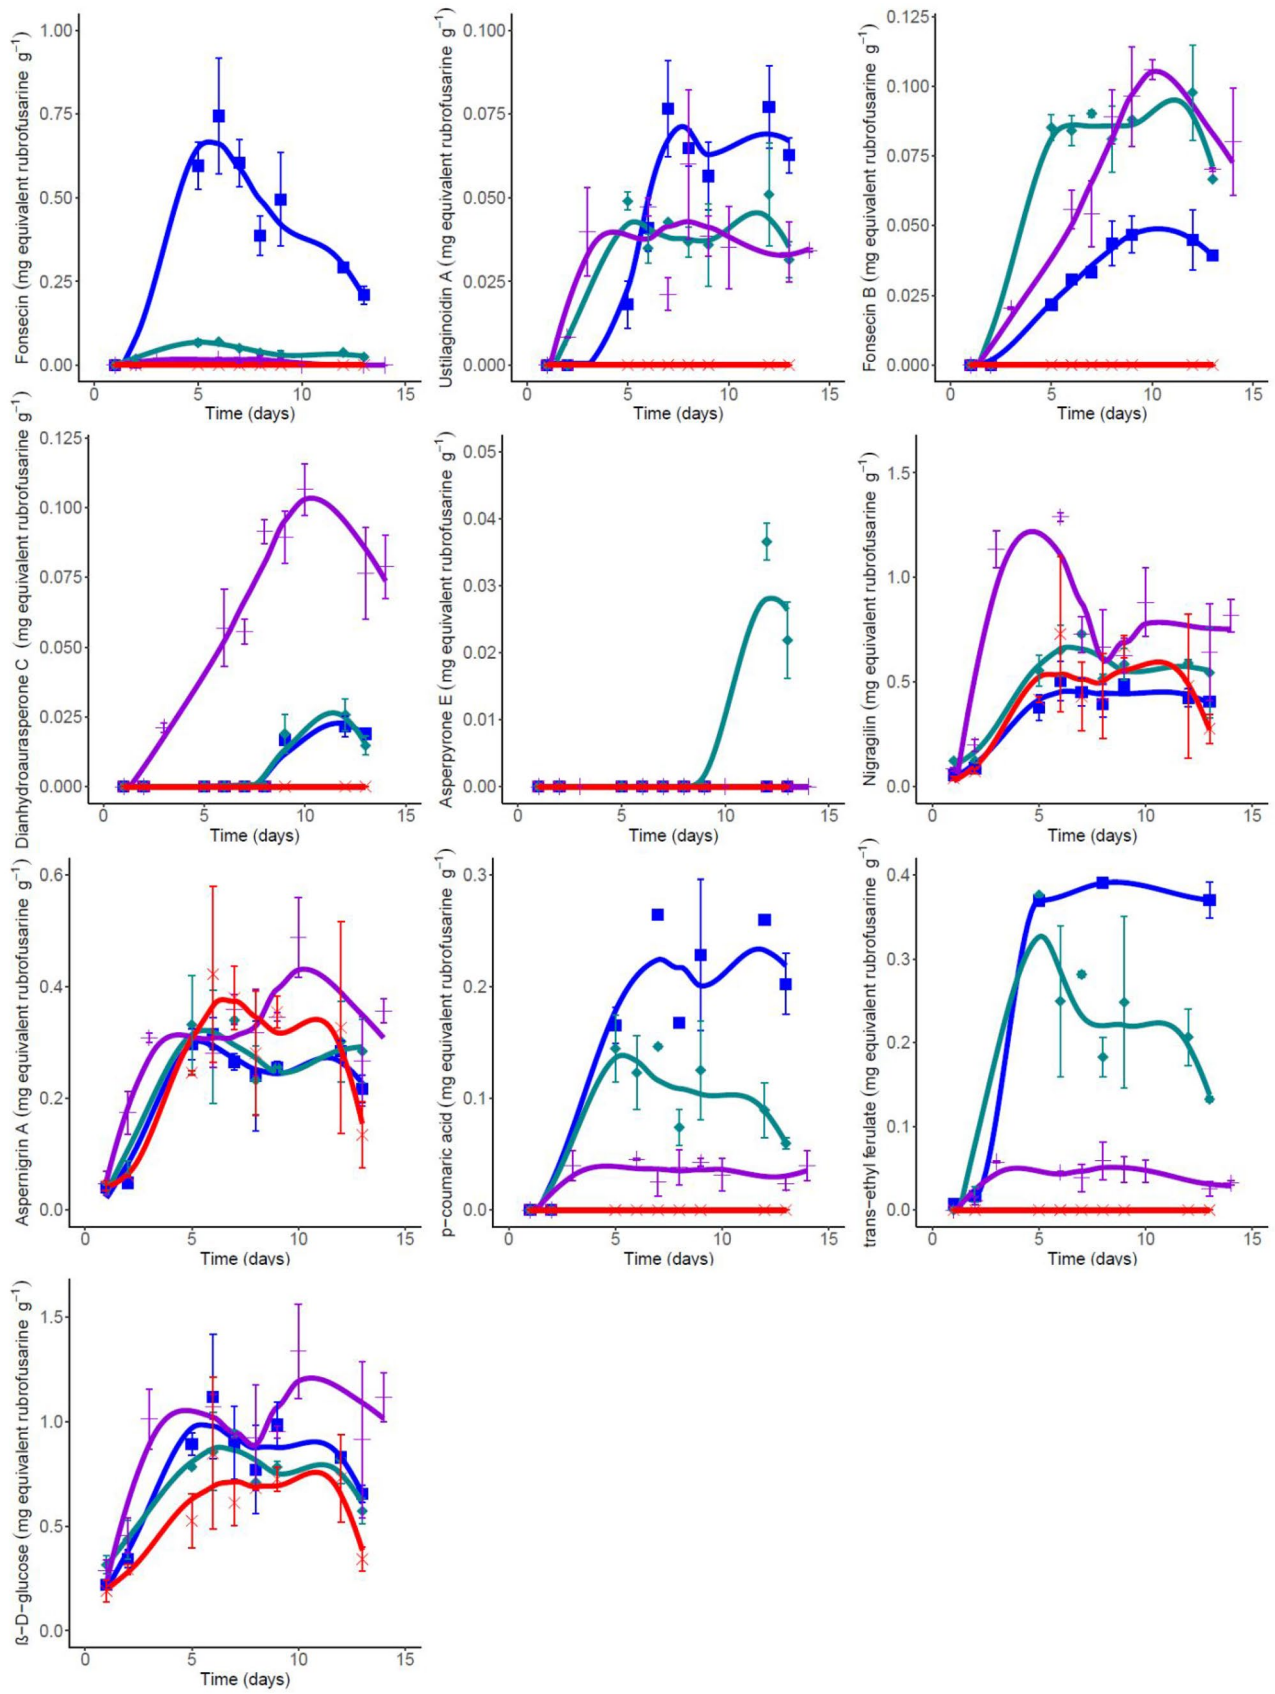 Fonsecin (mg equivalent rubrofusarine g⁻¹)
1.00
0.75
0.50
0.25
0.00
0 5 10 15
Time (days)
Ustilaginoidin A (mg equivalent rubrofusarine g⁻¹)
0.100
0.075
0.050
0.025
0.000
0 5 10 15
Time (days)
Fonsecin B (mg equivalent rubrofusarine g⁻¹)
0.125
0.100
0.075
0.050
0.025
0.000
0 5 10 15
Time (days)
Dianhydroaurasperone C (mg equivalent rubrofusarine g⁻¹)
0.125
0.100
0.075
0.050
0.025
0.000
0 5 10 15
Time (days)
Asperpyrone E (mg equivalent rubrofusarine g⁻¹)
0.05
0.04
0.03
0.02
0.01
0.00
0 5 10 15
Time (days)
Nigragilin (mg equivalent rubrofusarine g⁻¹)
1.5
1.0
0.5
0.0
0 5 10 15
Time (days)
Aspernigrin A (mg equivalent rubrofusarine g⁻¹)
0.6
0.4
0.2
0.0
0 5 10 15
Time (days)
p−coumaric acid (mg equivalent rubrofusarine g⁻¹)
0.3
0.2
0.1
0.0
0 5 10 15
Time (days)
trans−ethyl ferulate (mg equivalent rubrofusarine g⁻¹)
0.4
0.3
0.2
0.1
0.0
0 5 10 15
Time (days)
ß−D−glucose (mg equivalent rubrofusarine g⁻¹)
1.5
1.0
0.5
0.0
0 5 10 15
Time (days)